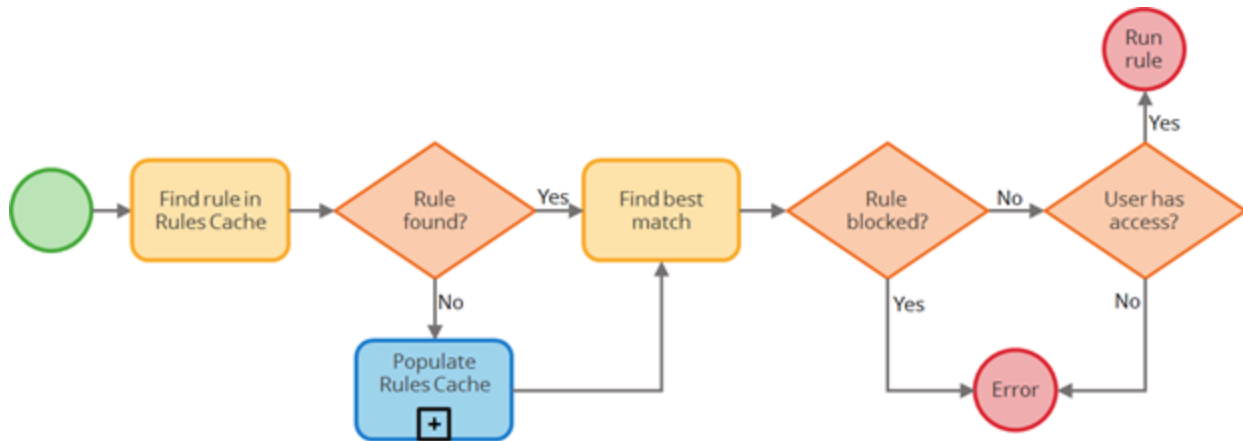 Find rule in
Rules Cache
Rule
found?
Yes
No
Populate
Rules Cache
+
Find best
match
Rule
blocked?
No
Yes
User has
access?
Yes
Run
rule
No
Error